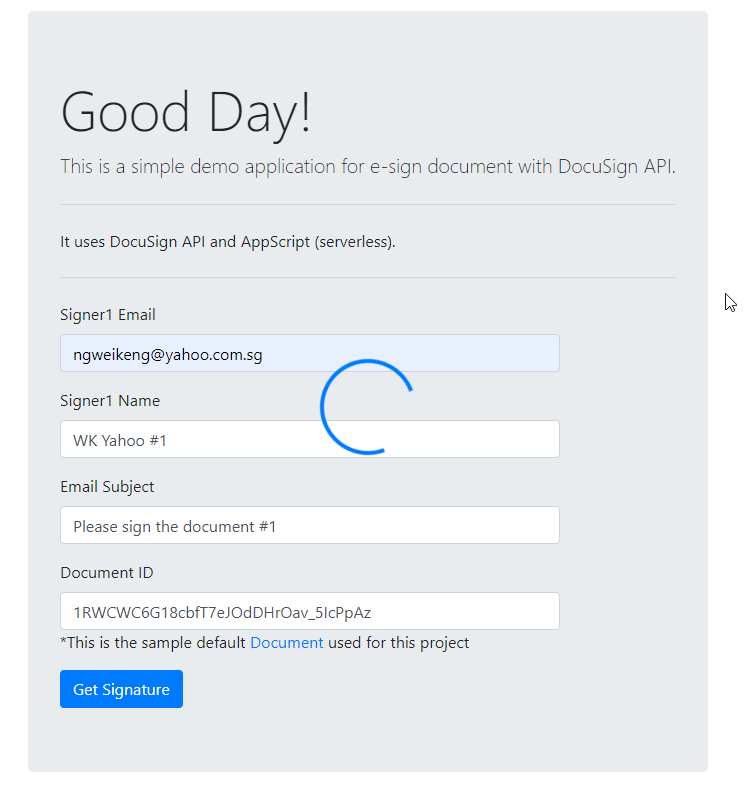 Good Day!
This is a simple demo application for e-sign document with DocuSign API.
It uses DocuSign API and AppScript (serverless).
Signer1 Email
ngweikeng@yahoo.com.sg
Signer1 Name
WK Yahoo #1
Email Subject
Please sign the document #1
Document ID
1RWCWC6G18cbfT7eJOdDHrOav_5IcPpAz
*This is the sample default Document used for this project
Get Signature